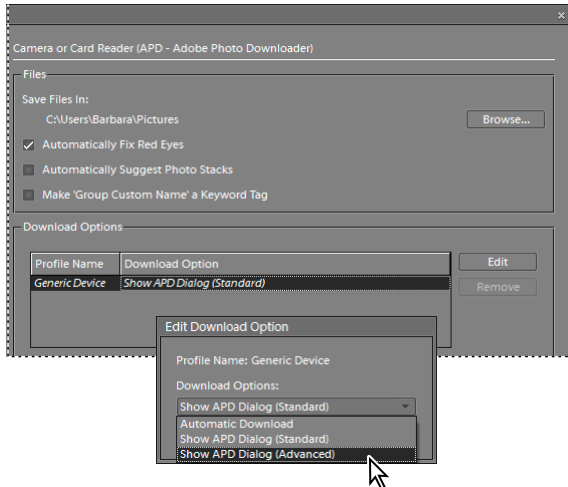 Camera or Card Reader (APD - Adobe Photo Downloader)
Files
Save Files In:
C:\Users\Barbara\Pictures
Browse...
Automatically Fix Red Eyes
Automatically Suggest Photo Stacks
Make 'Group Custom Name' a Keyword Tag
Download Options
Profile Name Download Option
Edit
Generic Device Show APD Dialog (Standard)
Remove
Edit Download Option
Profile Name: Generic Device
Download Options:
Show APD Dialog (Standard)
Automatic Download
Show APD Dialog (Standard)
Show APD Dialog (Advanced)